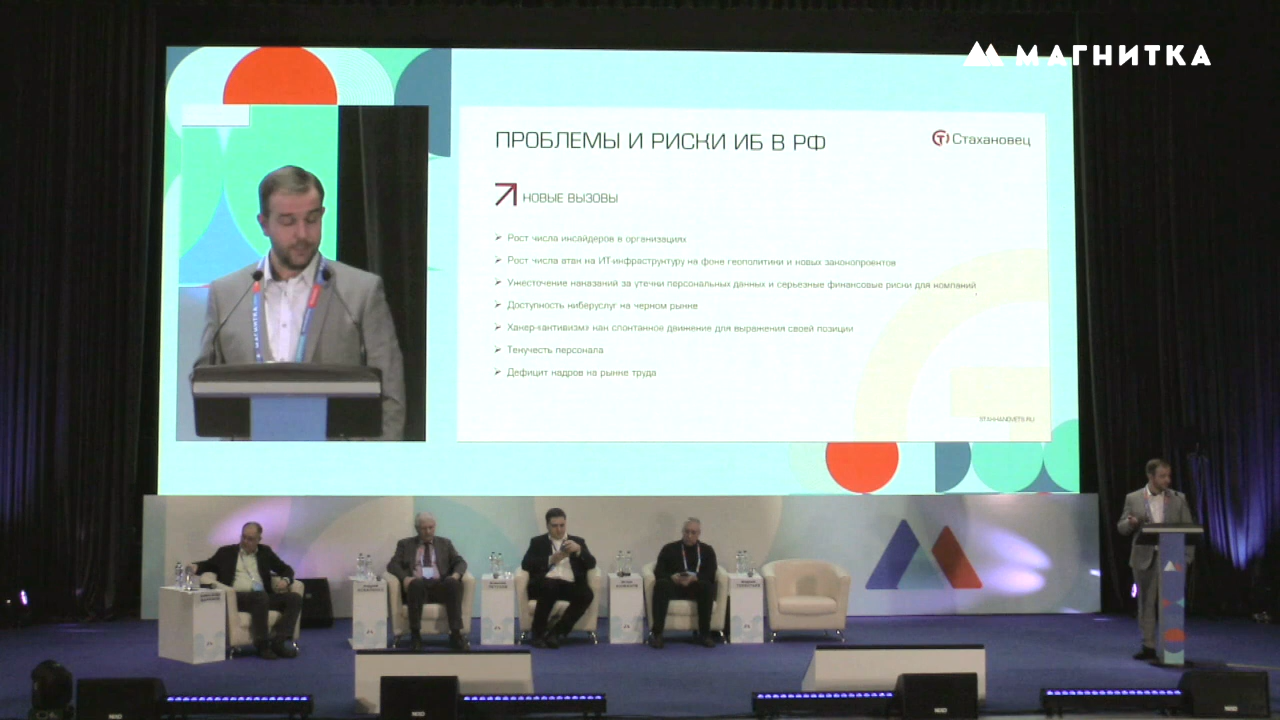 МАГНИТКА
ПРОБЛЕМЫ И РИСКИ ИБ В РФ
Стахановец
НОВЫЕ ВЫЗОВЫ
➢ Рост числа инсайдеров в организациях
➢ Рост числа атак на ИТ-инфраструктуру на фоне геополитики и новых законопроектов
➢ Ужесточение наказаний за утечки персональных данных и серьезные финансовые риски для компаний
➢ Доступность киберуслуг на черном рынке
➢ Хакер-кактивизм как спонтанное движение для выражения своей позиции
➢ Текучесть персонала
➢ Дефицит кадров на рынке труда
STAKHANOVETS.RU
МАГНИТКА